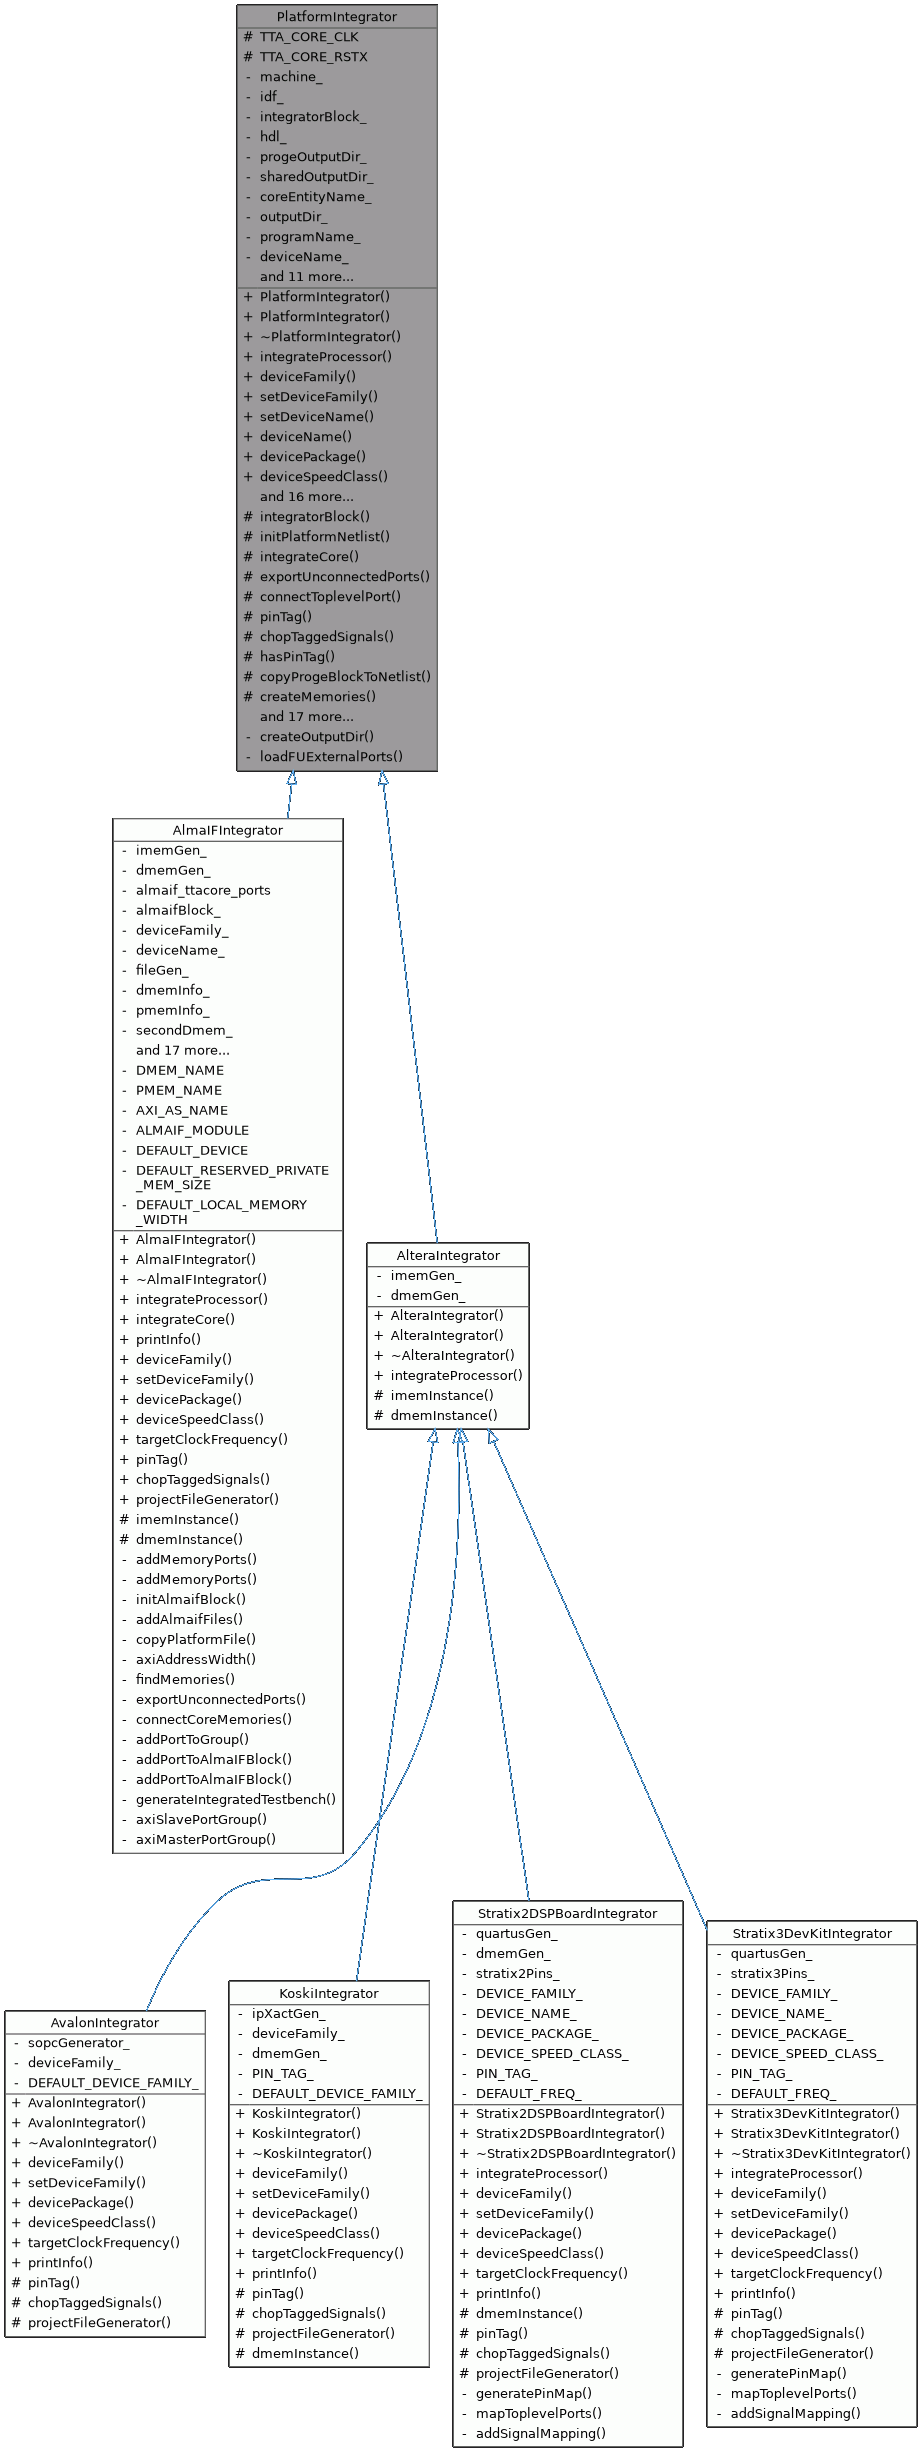 PlatformIntegrator
# TTA_CORE_CLK
# TTA_CORE_RSTX
- machine_
- idf_
- integratorBlock_
- hdl_
- progeOutputDir_
- sharedOutputDir_
- coreEntityName_
- outputDir_
- programName_
- deviceName_
and 11 more...
+ PlatformIntegrator()
+ PlatformIntegrator()
+ ~PlatformIntegrator()
+ integrateProcessor()
+ deviceFamily()
+ setDeviceFamily()
+ setDeviceName()
+ deviceName()
+ devicePackage()
+ deviceSpeedClass()
and 16 more...
# integratorBlock()
# initPlatformNetlist()
# integrateCore()
# exportUnconnectedPorts()
# connectToplevelPort()
# pinTag()
# chopTaggedSignals()
# hasPinTag()
# copyProgeBlockToNetlist()
# createMemories()
and 17 more...
- createOutputDir()
- loadFUExternalPorts()
AlmaIFIntegrator
- imemGen_
- dmemGen_
- almaif_ttacore_ports
- almaifBlock_
- deviceFamily_
- deviceName_
- fileGen_
- dmemInfo_
- pmemInfo_
- secondDmem_
and 17 more...
- DMEM_NAME
- PMEM_NAME
- AXI_AS_NAME
- ALMAIF_MODULE
- DEFAULT_DEVICE
- DEFAULT_RESERVED_PRIVATE
_MEM_SIZE
- DEFAULT_LOCAL_MEMORY
_WIDTH
+ AlmaIFIntegrator()
+ AlmaIFIntegrator()
+ ~AlmaIFIntegrator()
+ integrateProcessor()
+ integrateCore()
+ printInfo()
+ deviceFamily()
+ setDeviceFamily()
+ devicePackage()
+ deviceSpeedClass()
+ targetClockFrequency()
+ pinTag()
+ chopTaggedSignals()
+ projectFileGenerator()
# imemInstance()
# dmemInstance()
- addMemoryPorts()
- addMemoryPorts()
- initAlmaifBlock()
- addAlmaifFiles()
- copyPlatformFile()
- axiAddressWidth()
- findMemories()
- exportUnconnectedPorts()
- connectCoreMemories()
- addPortToGroup()
- addPortToAlmaIFBlock()
- addPortToAlmaIFBlock()
- generateIntegratedTestbench()
- axiSlavePortGroup()
- axiMasterPortGroup()
AlteraIntegrator
- imemGen_
- dmemGen_
+ AlteraIntegrator()
+ AlteraIntegrator()
+ ~AlteraIntegrator()
+ integrateProcessor()
# imemInstance()
# dmemInstance()
AvalonIntegrator
- sopcGenerator_
- deviceFamily_
- DEFAULT_DEVICE_FAMILY_
+ AvalonIntegrator()
+ AvalonIntegrator()
+ ~AvalonIntegrator()
+ deviceFamily()
+ setDeviceFamily()
+ devicePackage()
+ deviceSpeedClass()
+ targetClockFrequency()
+ printInfo()
# pinTag()
# chopTaggedSignals()
# projectFileGenerator()
KoskiIntegrator
- ipXactGen_
- deviceFamily_
- dmemGen_
- PIN_TAG_
- DEFAULT_DEVICE_FAMILY_
+ KoskiIntegrator()
+ KoskiIntegrator()
+ ~KoskiIntegrator()
+ deviceFamily()
+ setDeviceFamily()
+ devicePackage()
+ deviceSpeedClass()
+ targetClockFrequency()
+ printInfo()
# pinTag()
# chopTaggedSignals()
# projectFileGenerator()
# dmemInstance()
Stratix2DSPBoardIntegrator
- quartusGen_
- dmemGen_
- stratix2Pins_
- DEVICE_FAMILY_
- DEVICE_NAME_
- DEVICE_PACKAGE_
- DEVICE_SPEED_CLASS_
- PIN_TAG_
- DEFAULT_FREQ_
+ Stratix2DSPBoardIntegrator()
+ Stratix2DSPBoardIntegrator()
+ ~Stratix2DSPBoardIntegrator()
+ integrateProcessor()
+ deviceFamily()
+ setDeviceFamily()
+ devicePackage()
+ deviceSpeedClass()
+ targetClockFrequency()
+ printInfo()
# dmemInstance()
# pinTag()
# chopTaggedSignals()
# projectFileGenerator()
- generatePinMap()
- mapToplevelPorts()
- addSignalMapping()
Stratix3DevKitIntegrator
- quartusGen_
- stratix3Pins_
- DEVICE_FAMILY_
- DEVICE_NAME_
- DEVICE_PACKAGE_
- DEVICE_SPEED_CLASS_
- PIN_TAG_
- DEFAULT_FREQ_
+ Stratix3DevKitIntegrator()
+ Stratix3DevKitIntegrator()
+ ~Stratix3DevKitIntegrator()
+ integrateProcessor()
+ deviceFamily()
+ setDeviceFamily()
+ devicePackage()
+ deviceSpeedClass()
+ targetClockFrequency()
+ printInfo()
# pinTag()
# chopTaggedSignals()
# projectFileGenerator()
- generatePinMap()
- mapToplevelPorts()
- addSignalMapping()